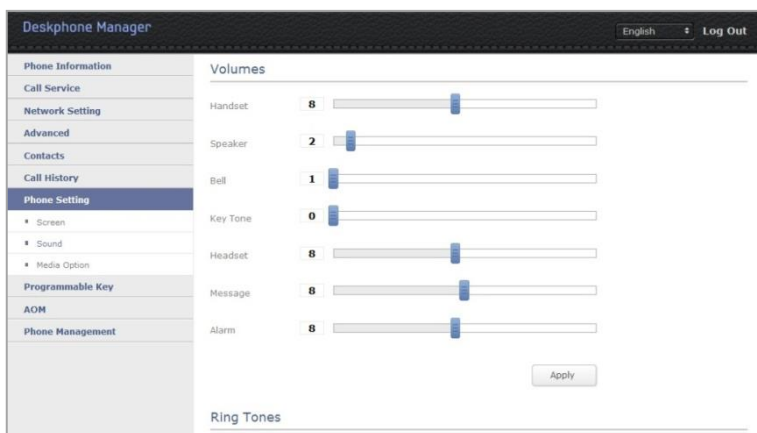 Deskphone Manager
English Log Out
Phone Information
Call Service
Network Setting
Advanced
Contacts
Call History
Phone Setting
Screen
Sound
Media Option
Programmable Key
AOM
Phone Management
Volumes
Handset 8
Speaker 2
Bell 1
Key Tone 0
Headset 8
Message 8
Alarm 8
Apply
Ring Tones